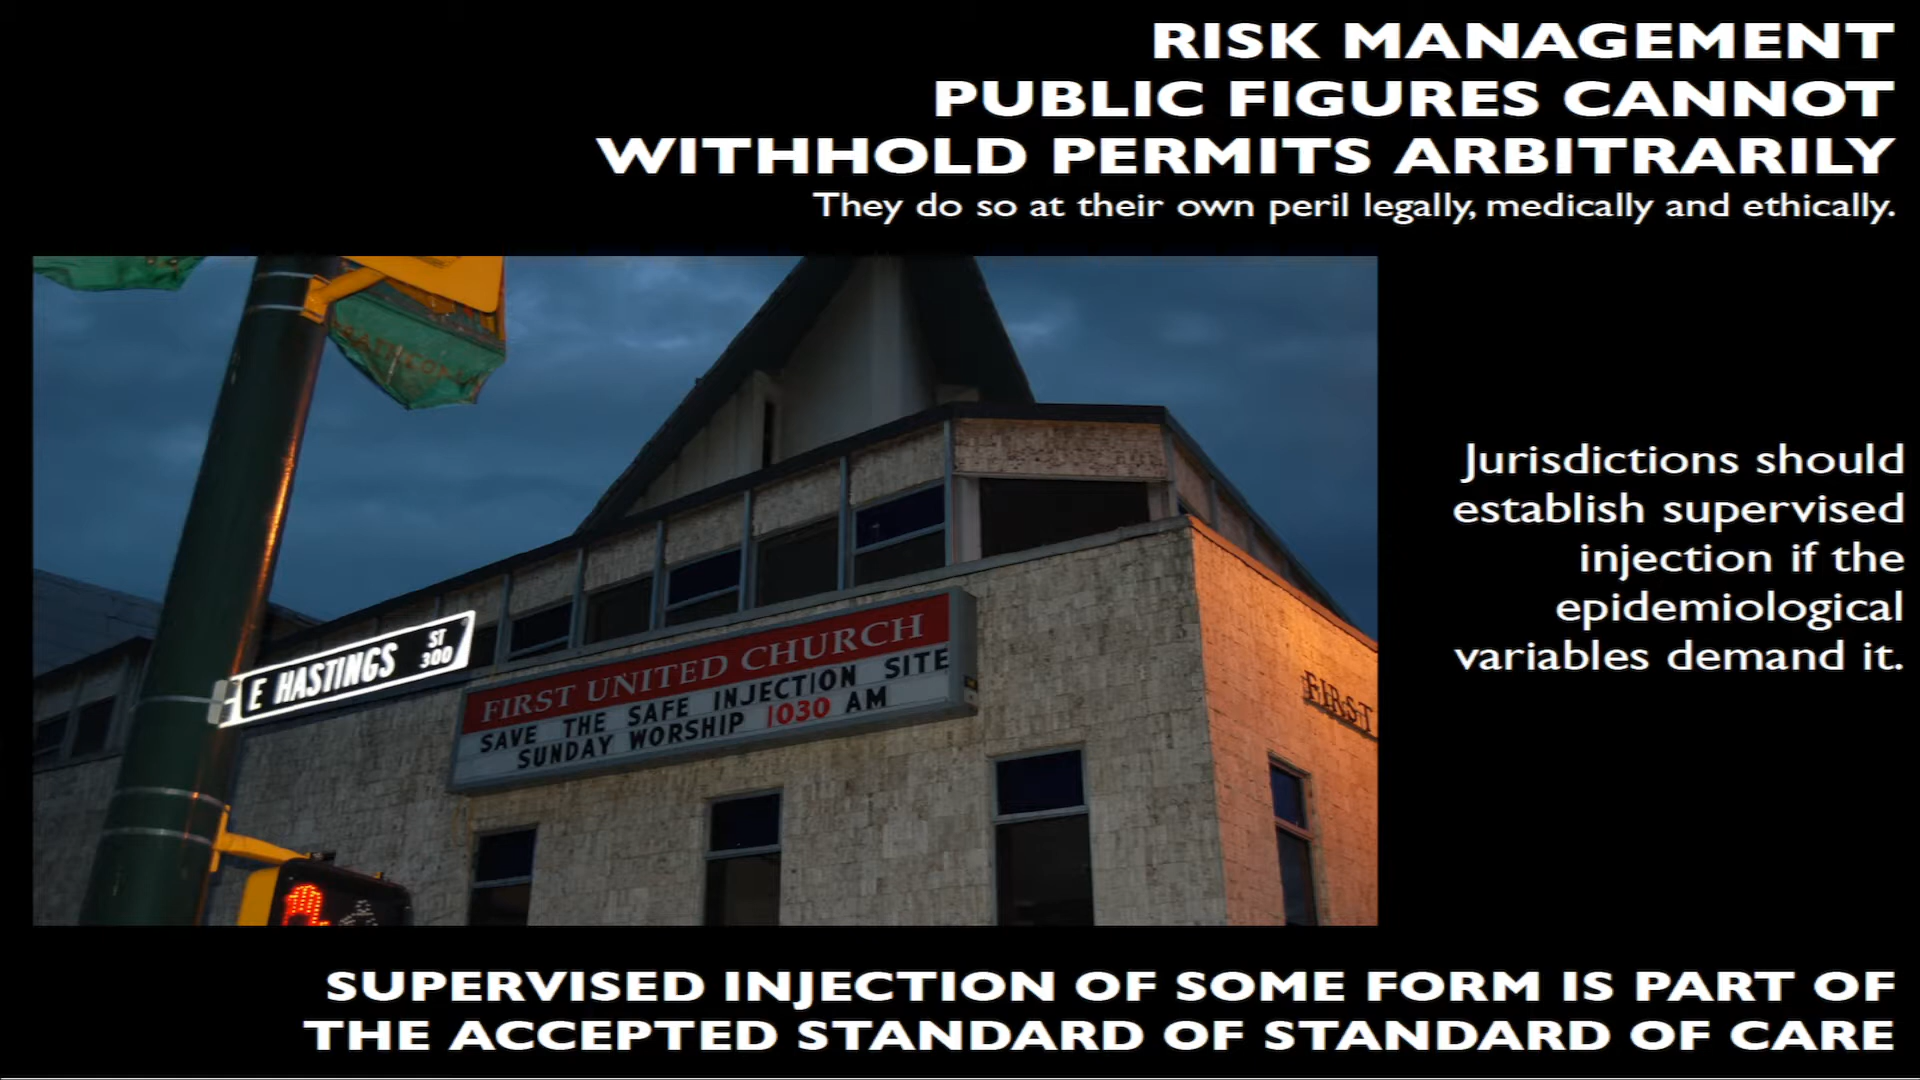 RISK MANAGEMENT
PUBLIC FIGURES CANNOT
WITHHOLD PERMITS ARBITRARILY
They do so at their own peril legally, medically and ethically.
E HASTINGS ST 300
FIRST UNITED CHURCH
SAVE THE SAFE INJECTION SITE
SUNDAY WORSHIP 1030 AM
FIRST
Jurisdictions should
establish supervised
injection if the
epidemiological
variables demand it.
SUPERVISED INJECTION OF SOME FORM IS PART OF
THE ACCEPTED STANDARD OF STANDARD OF CARE